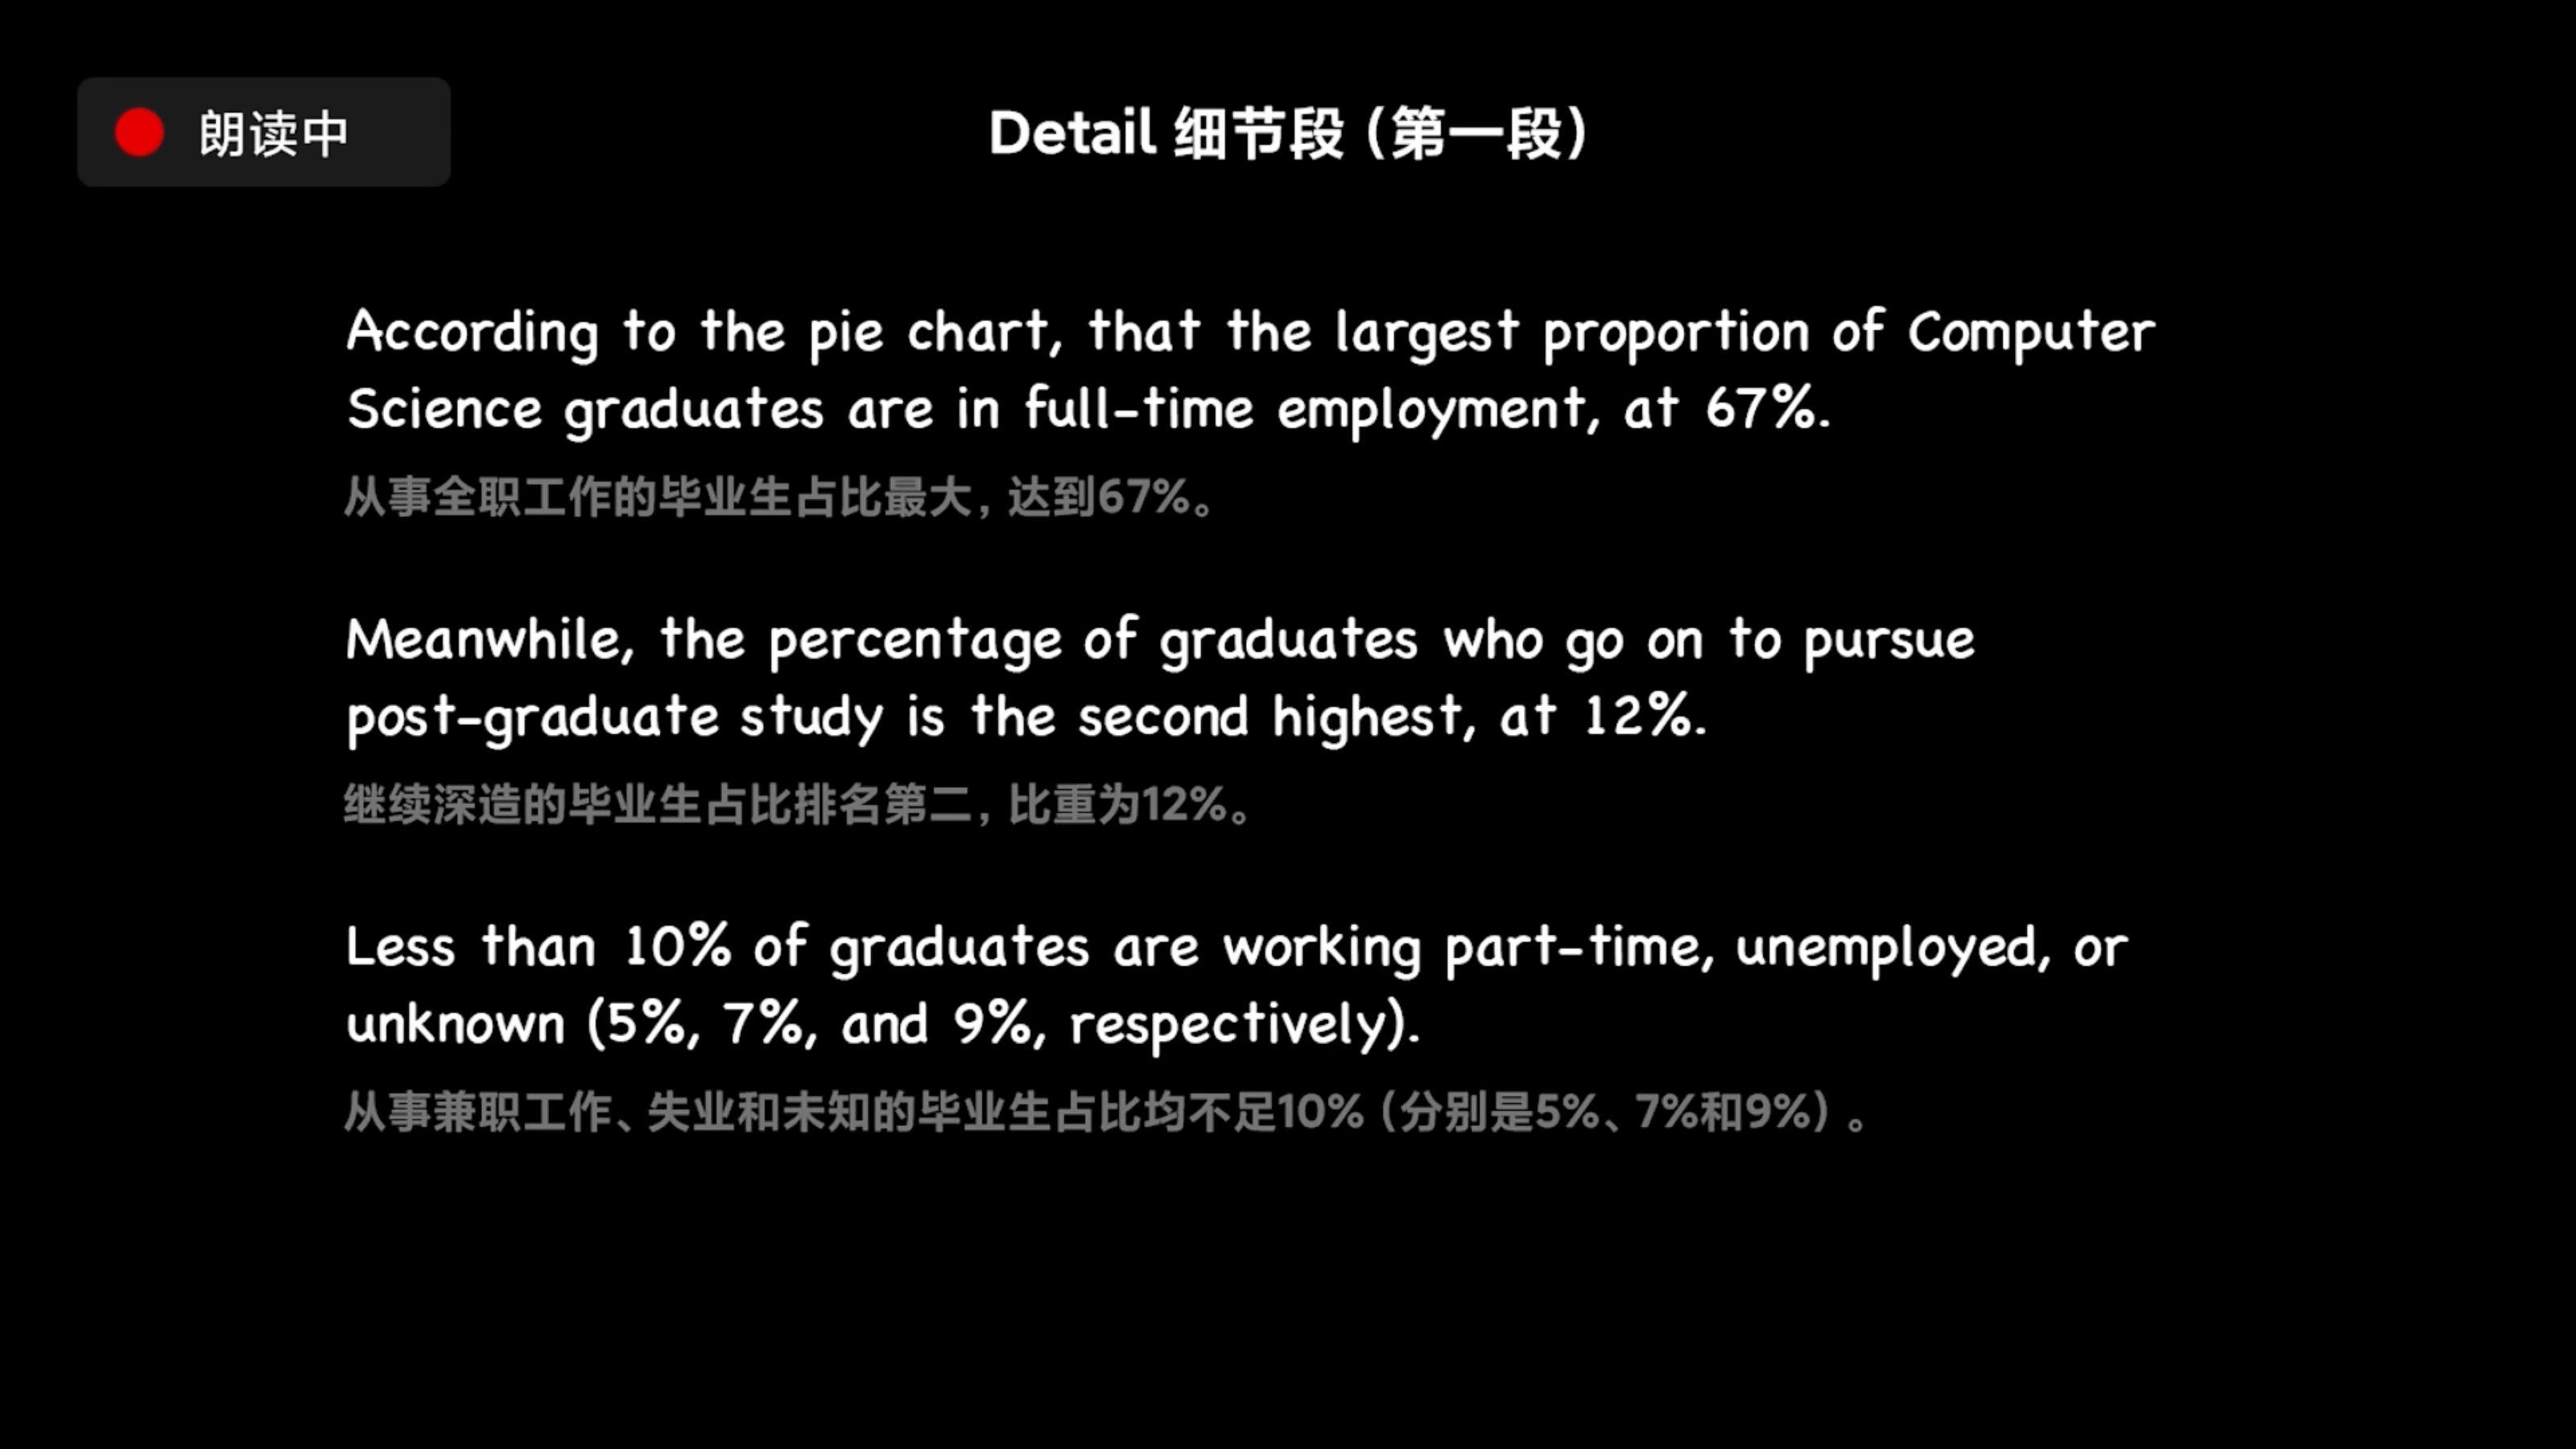 朗读中
Detail 细节段（第一段）
According to the pie chart, that the largest proportion of Computer
Science graduates are in full-time employment, at 67%.
从事全职工作的毕业生占比最大，达到67%。
Meanwhile, the percentage of graduates who go on to pursue
post-graduate study is the second highest, at 12%.
继续深造的毕业生占比排名第二，比重为12%。
Less than 10% of graduates are working part-time, unemployed, or
unknown (5%, 7%, and 9%, respectively).
从事兼职工作、失业和未知的毕业生占比均不足10%（分别是5%、7%和9%）。